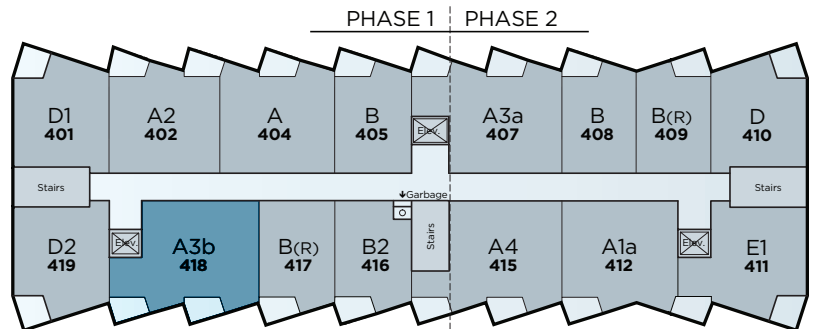 PHASE 1 PHASE 2
D1
401
A2
402
A
404
B
405
Elev.
A3a
407
B
408
B(R)
409
D
410
Stairs
Garbage
Stairs
D2
419
Elev.
A3b
418
B(R)
417
B2
416
Stairs
A4
415
A1a
412
Elev.
E1
411